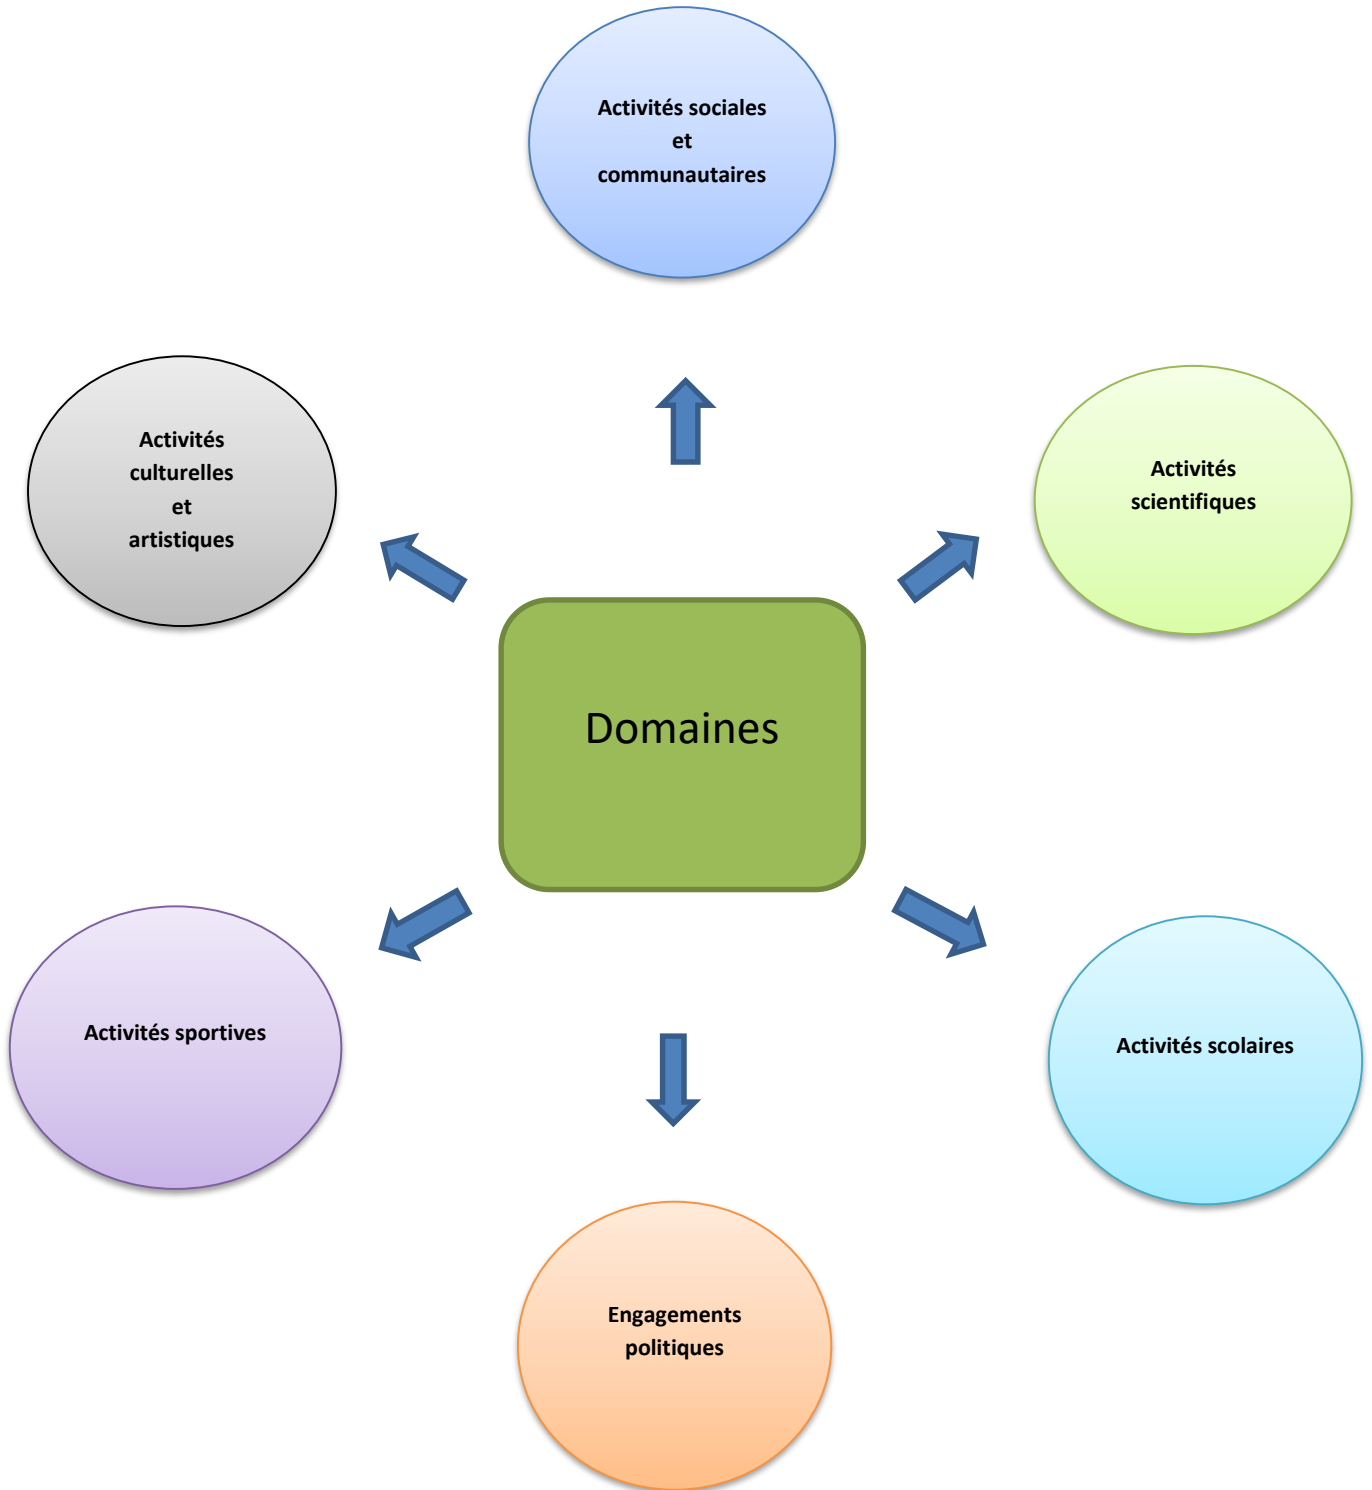 Activités sociales
et
communautaires
Activités
culturelles
et
artistiques
Activités
scientifiques
Domaines
Activités sportives
Activités scolaires
Engagements
politiques